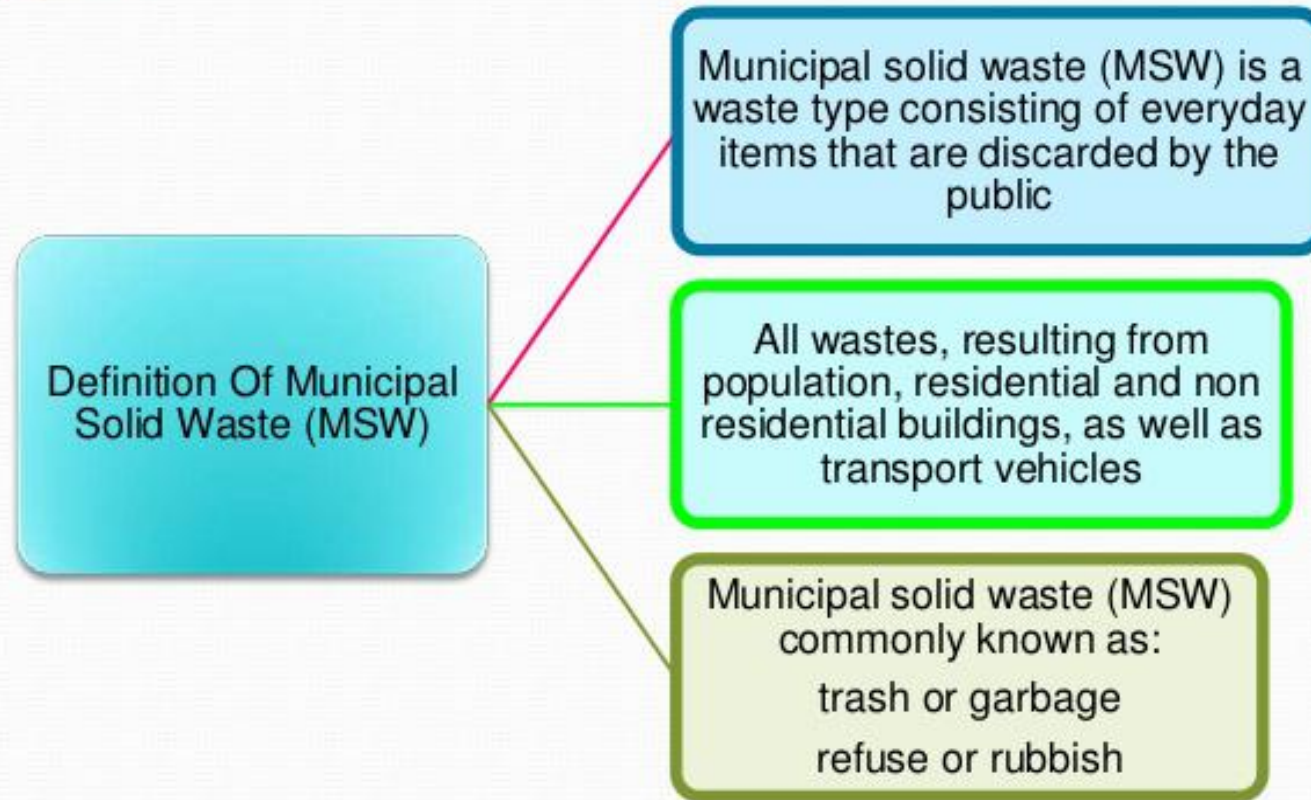 Definition Of Municipal
Solid Waste (MSW)
Municipal solid waste (MSW) is a
waste type consisting of everyday
items that are discarded by the
public
All wastes, resulting from
population, residential and non
residential buildings, as well as
transport vehicles
Municipal solid waste (MSW)
commonly known as:
trash or garbage
refuse or rubbish